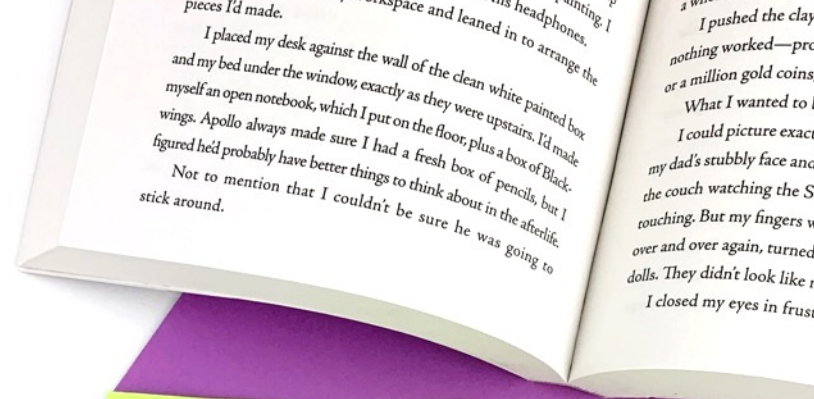 space and leaned in to arrange the
pieces I'd made.
I placed my desk against the wall of the clean white painted box
and my bed under the window, exactly as they were upstairs. I'd made
myself an open notebook, which I put on the floor, plus a box of Black-
wings. Apollo always made sure I had a fresh box of pencils, but I
figured he'd probably have better things to think about in the afterlife.
Not to mention that I couldn't be sure he was going to
stick around.
I pushed the clay
nothing worked—pro
or a million gold coins
What I wanted to
I could picture exac
my dad's stubbly face and
the couch watching the S
touching. But my fingers
over and over again, turned
dolls. They didn't look like
I closed my eyes in frus